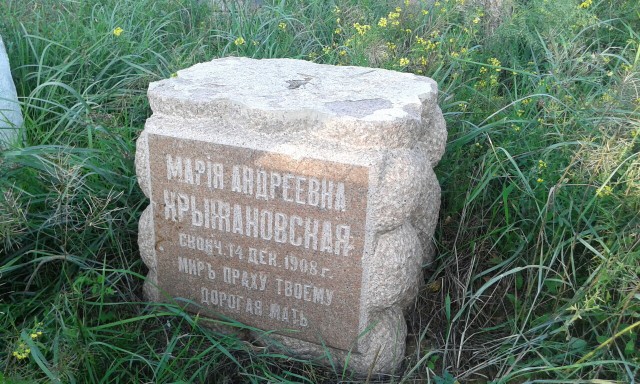 МАРІЯ АНДРЕЕВНА
КРЫЖАНОВСКАЯ
СКОНЧ. 14 ДЕК. 1908 г.
МИРЪ ПРАХУ ТВОЕМУ
ДОРОГАЯ МАТЬ